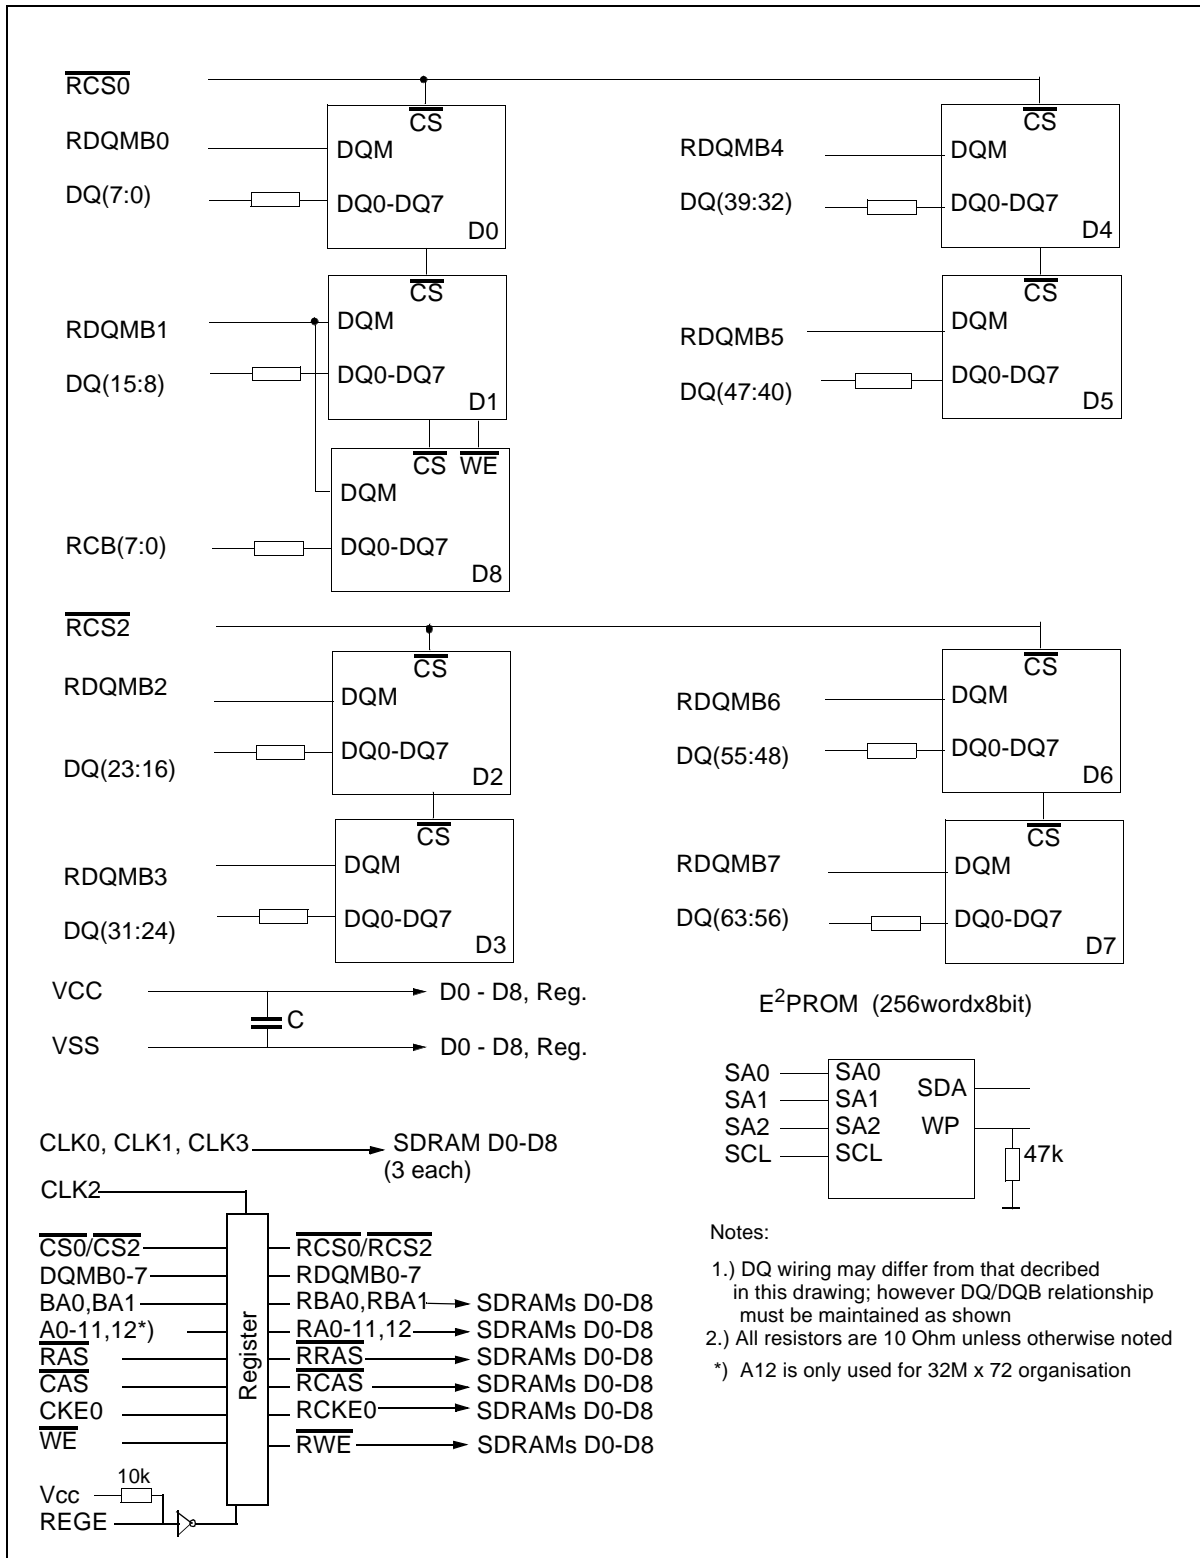 RCS0
CS
RDQMB0
DQM
DQ(7:0)
DQ0-DQ7
D0
CS
RDQMB1
DQM
DQ(15:8)
DQ0-DQ7
D1
CS WE
DQM
RCB(7:0)
DQ0-DQ7
D8
CS
RDQMB4
DQM
DQ(39:32)
DQ0-DQ7
D4
CS
RDQMB5
DQM
DQ(47:40)
DQ0-DQ7
D5
RCS2
CS
RDQMB2
DQM
DQ(23:16)
DQ0-DQ7
D2
CS
RDQMB3
DQM
DQ(31:24)
DQ0-DQ7
D3
CS
RDQMB6
DQM
DQ(55:48)
DQ0-DQ7
D6
CS
RDQMB7
DQM
DQ(63:56)
DQ0-DQ7
D7
VCC D0 - D8, Reg.
C
VSS D0 - D8, Reg.
E²PROM (256wordx8bit)
SA0 SA0
SA1 SA1
SA2 SA2
SCL SCL
SDA
WP
47k
CLK0, CLK1, CLK3 SDRAM D0-D8
(3 each)
CLK2
Register
CS0/CS2 RCS0/RCS2
DQMB0-7 RDQMB0-7
BA0,BA1 RBA0,RBA1 SDRAMs D0-D8
A0-11,12*) RA0-11,12 SDRAMs D0-D8
RAS RRAS SDRAMs D0-D8
CAS RCAS SDRAMs D0-D8
CKE0 RCKE0 SDRAMs D0-D8
WE RWE SDRAMs D0-D8
10k
Vcc
REGE
Notes:
1.) DQ wiring may differ from that decribed
in this drawing; however DQ/DQB relationship
must be maintained as shown
2.) All resistors are 10 Ohm unless otherwise noted
*) A12 is only used for 32M x 72 organisation